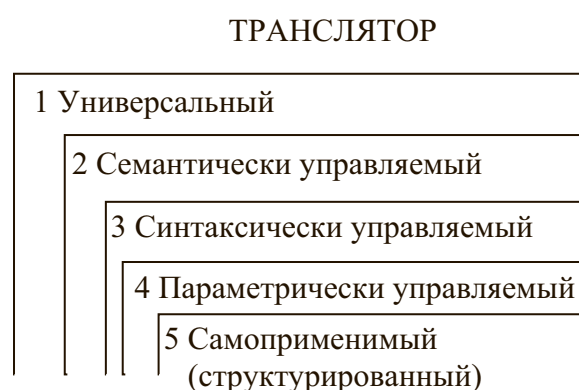 ТРАНСЛЯТОР
1 Универсальный
2 Семантически управляемый
3 Синтаксически управляемый
4 Параметрически управляемый
5 Самоприменимый
(структурированный)